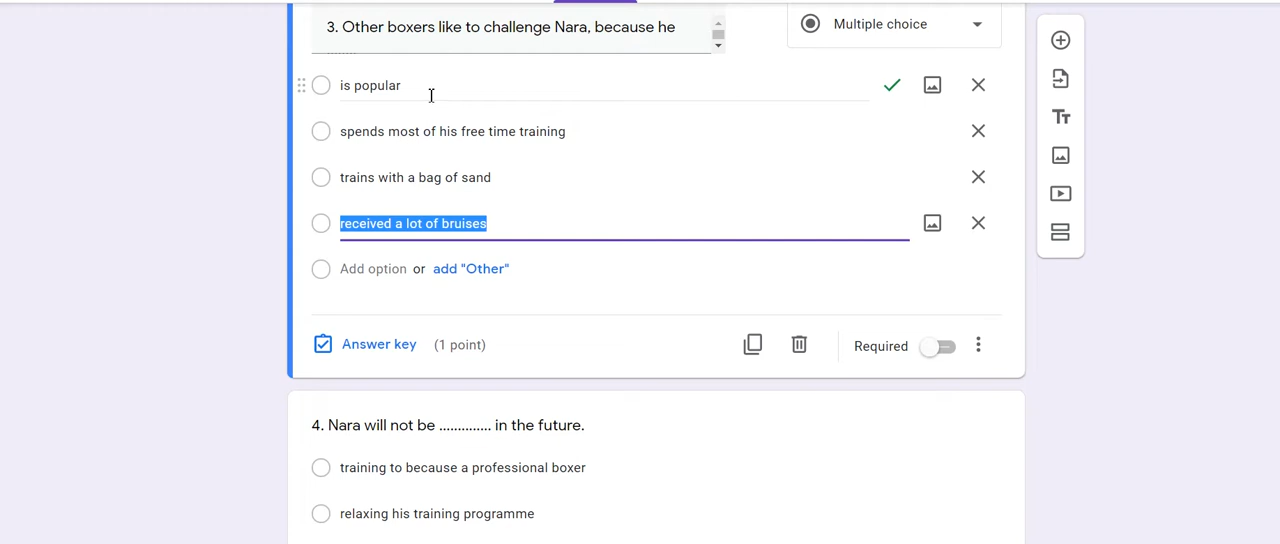 3. Other boxers like to challenge Nara, because he
Multiple choice
is popular
spends most of his free time training
trains with a bag of sand
received a lot of bruises
Add option or add "Other"
Answer key (1 point)
Required
4. Nara will not be .............. in the future.
training to because a professional boxer
relaxing his training programme